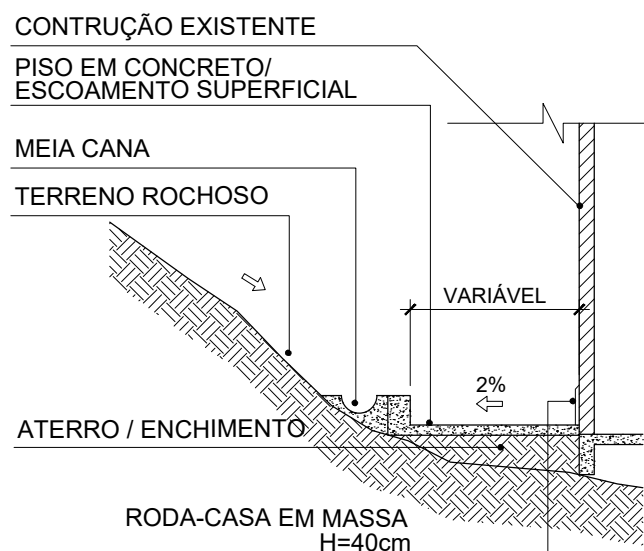 CONTRUÇÃO EXISTENTE
PISO EM CONCRETO/
ESCOAMENTO SUPERFICIAL
MEIA CANA
TERRENO ROCHOSO
VARIÁVEL
2%
ATERRO / ENCHIMENTO
RODA-CASA EM MASSA
H=40cm